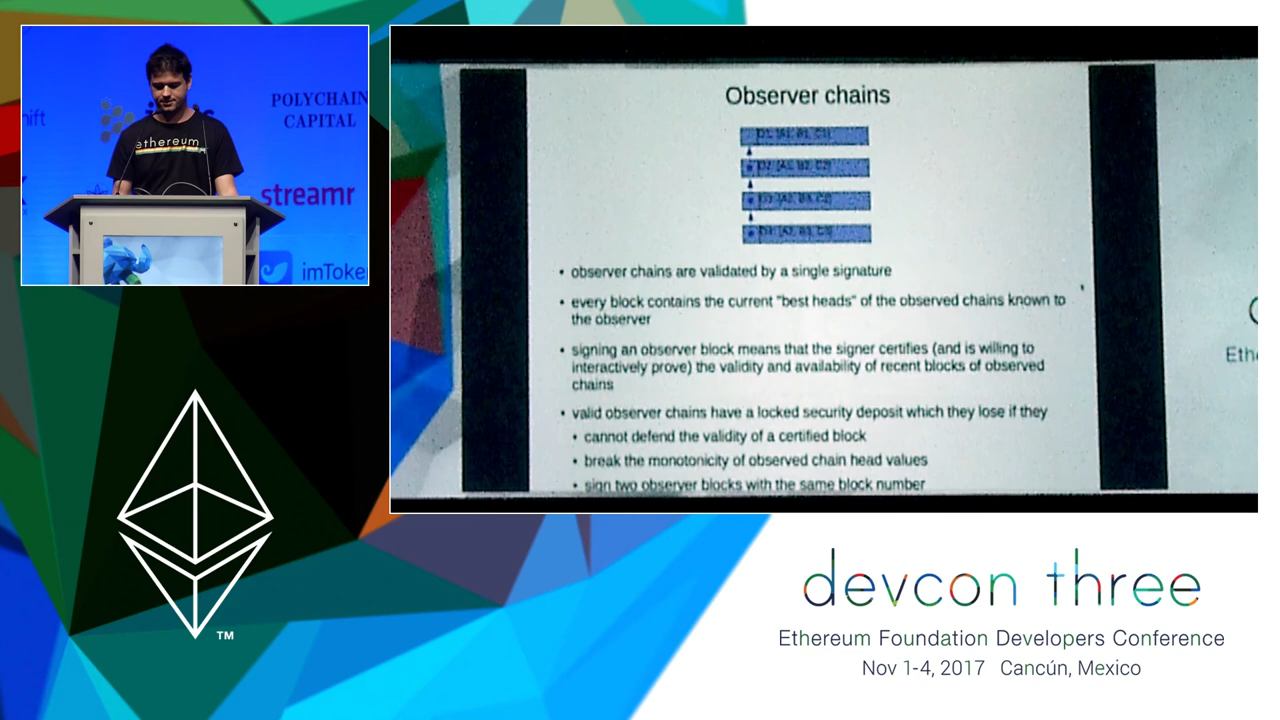 POLYCHAIN
CAPITAL
ethereum
streamr
imToke
Observer chains
• observer chains are validated by a single signature
• every block contains the current "best heads" of the observed chains known to
the observer
• signing an observer block means that the signer certifies (and is willing to
interactively prove) the validity and availability of recent blocks of observed
chains
• valid observer chains have a locked security deposit which they lose if they
• cannot defend the validity of a certified block
• break the monotonicity of observed chain head values
• sign two observer blocks with the same block number
Eth
TM
devcon three
Ethereum Foundation Developers Conference
Nov 1-4, 2017 Cancún, Mexico